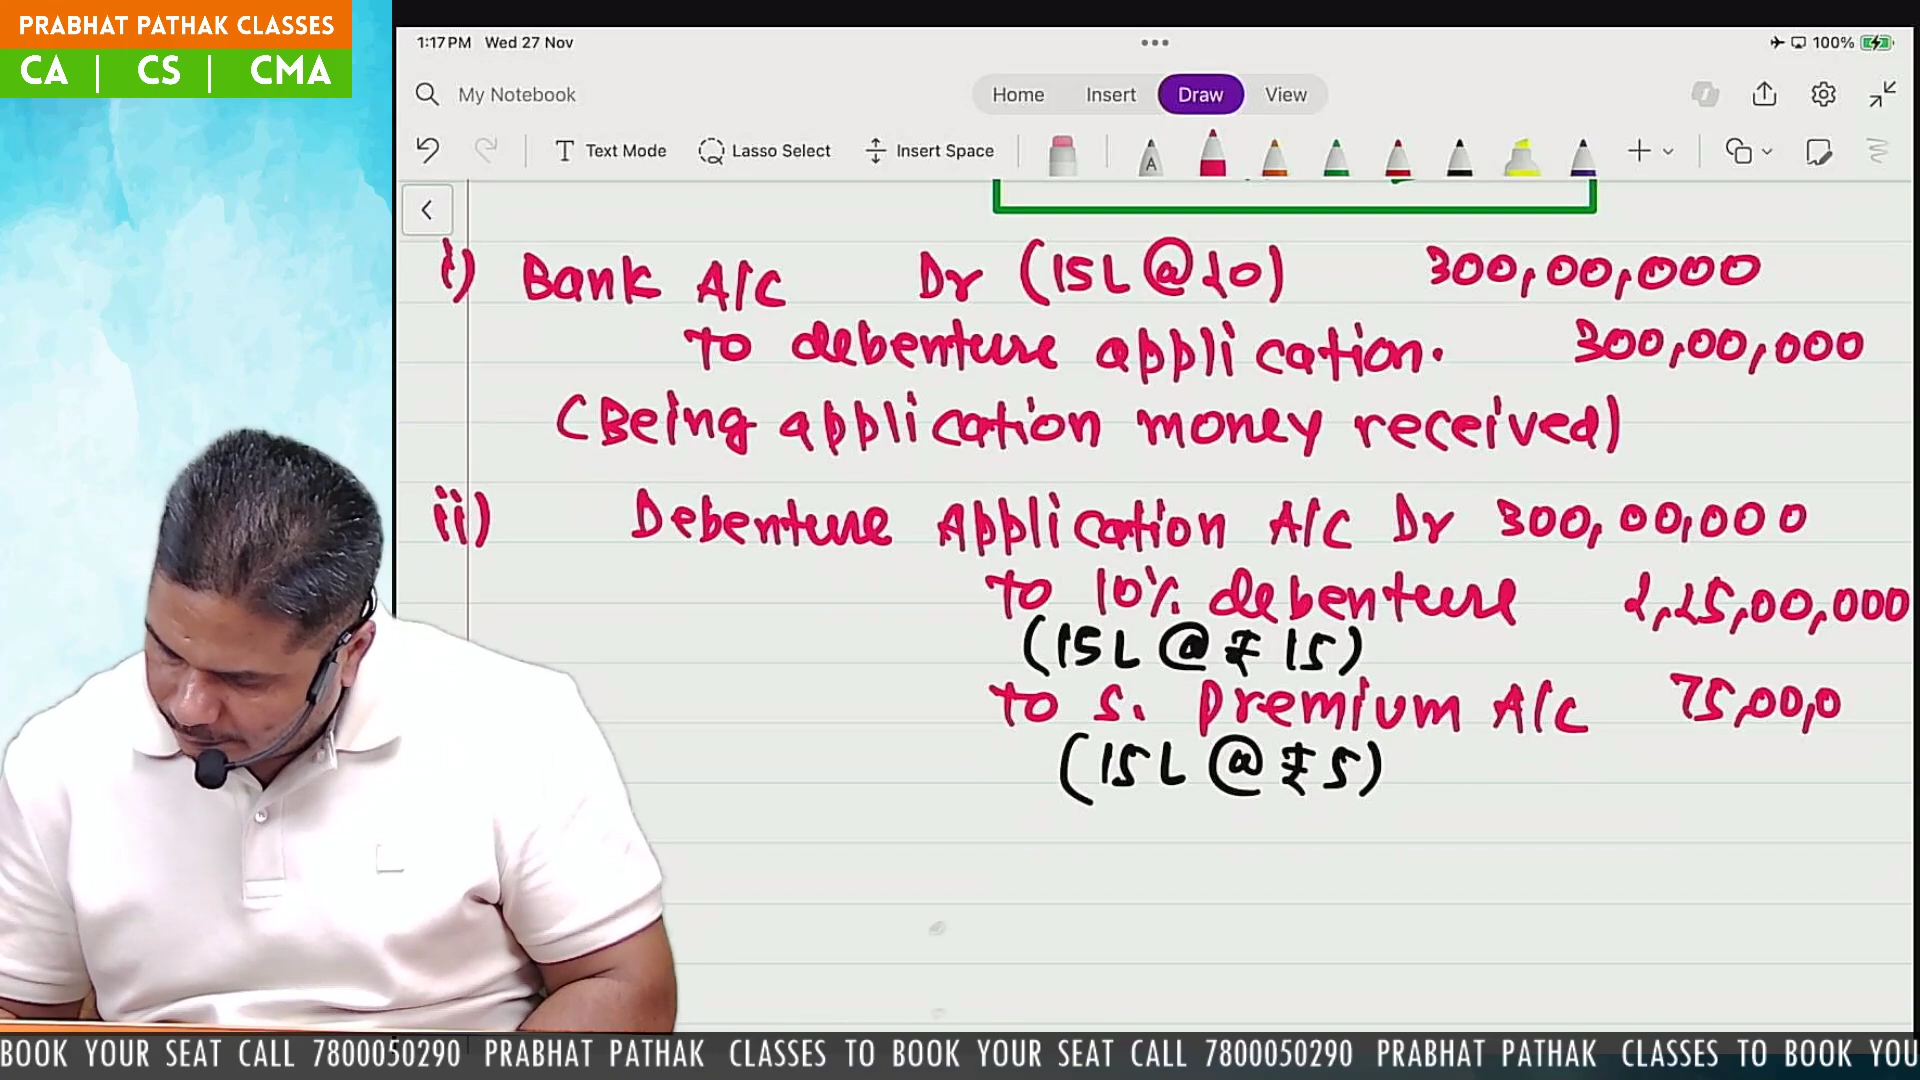 PRABHAT PATHAK CLASSES
CA | CS | CMA
1:17 PM Wed 27 Nov
100%
My Notebook
Home Insert Draw View
Text Mode Lasso Select Insert Space
A
i) Bank A/C Dr (15L @ 20) 300,00,000
to debenture application. 300,00,000
(Being application money received)
ii) Debenture Application A/C Dr 300,00,000
to 10% debenture 2,25,00,000
(15L @ ₹ 15)
to S. Premium A/C 75,00,0
(15L @ ₹ 5)
BOOK YOUR SEAT CALL 7800050290 PRABHAT PATHAK CLASSES TO BOOK YOUR SEAT CALL 7800050290 PRABHAT PATHAK CLASSES TO BOOK YOU